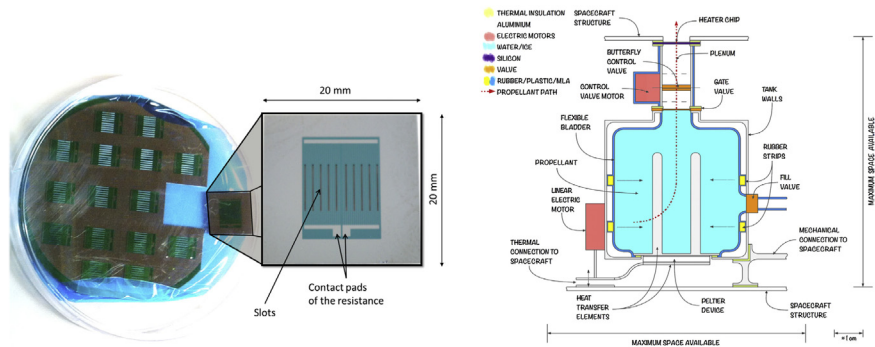 20 mm
20 mm
Contact pads
of the resistance
Slots
THERMAL INSULATION
ALUMINIUM
ELECTRIC MOTORS
WATER/ICE
SILICON
VALVE
RUBBER/PLASTIC/MLA
PROPELLANT PATH
SPACECRAFT
STRUCTURE
HEATER CHIP
PLENUM
BUTTERFLY
CONTROL
VALVE
CONTROL
VALVE MOTOR
GATE
VALVE
TANK
WALLS
FLEXIBLE
BLADDER
PROPELLANT
RUBBER
STRIPS
FILL
VALVE
LINEAR
ELECTRIC
MOTOR
THERMAL
CONNECTION TO
SPACECRAFT
MECHANICAL
CONNECTION TO
SPACECRAFT
HEAT
TRANSFER
ELEMENTS
PELTIER
DEVICE
SPACECRAFT
STRUCTURE
MAXIMUM SPACE AVAILABLE
MAXIMUM SPACE AVAILABLE